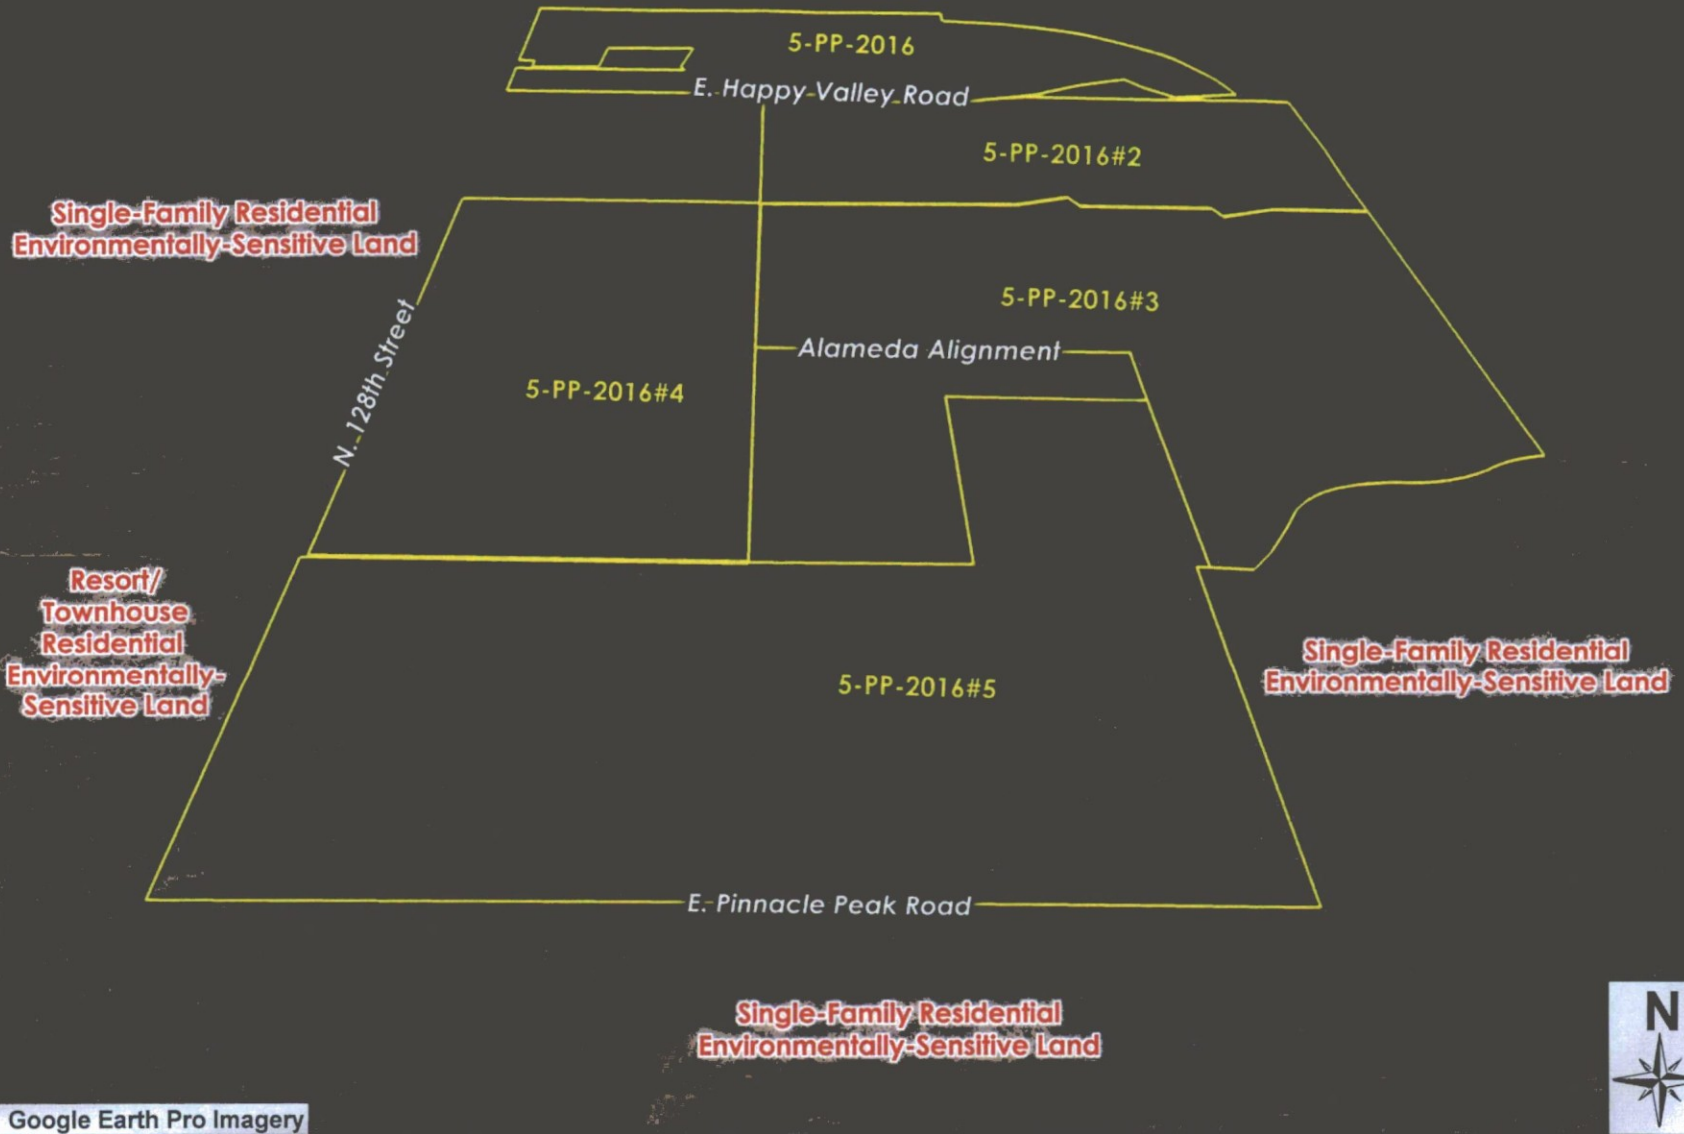 5-PP-2016
E. Happy Valley Road
5-PP-2016#2
Single-Family Residential
Environmentally-Sensitive Land
5-PP-2016#3
N. 128th Street
Alameda Alignment
5-PP-2016#4
Resort/
Townhouse
Residential
Environmentally-
Sensitive Land
Single-Family Residential
Environmentally-Sensitive Land
5-PP-2016#5
E. Pinnacle Peak Road
Single-Family Residential
Environmentally-Sensitive Land
N
Google Earth Pro Imagery